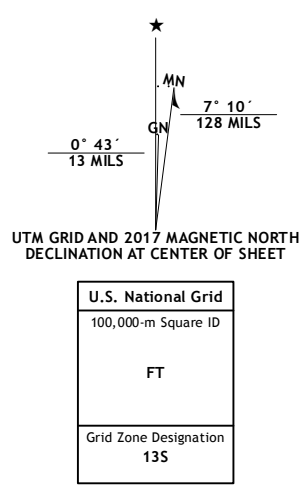 ★
MN
7° 10´
128 MILS
GN
0° 43´
13 MILS
UTM GRID AND 2017 MAGNETIC NORTH
DECLINATION AT CENTER OF SHEET
U.S. National Grid
100,000-m Square ID
FT
Grid Zone Designation
13S